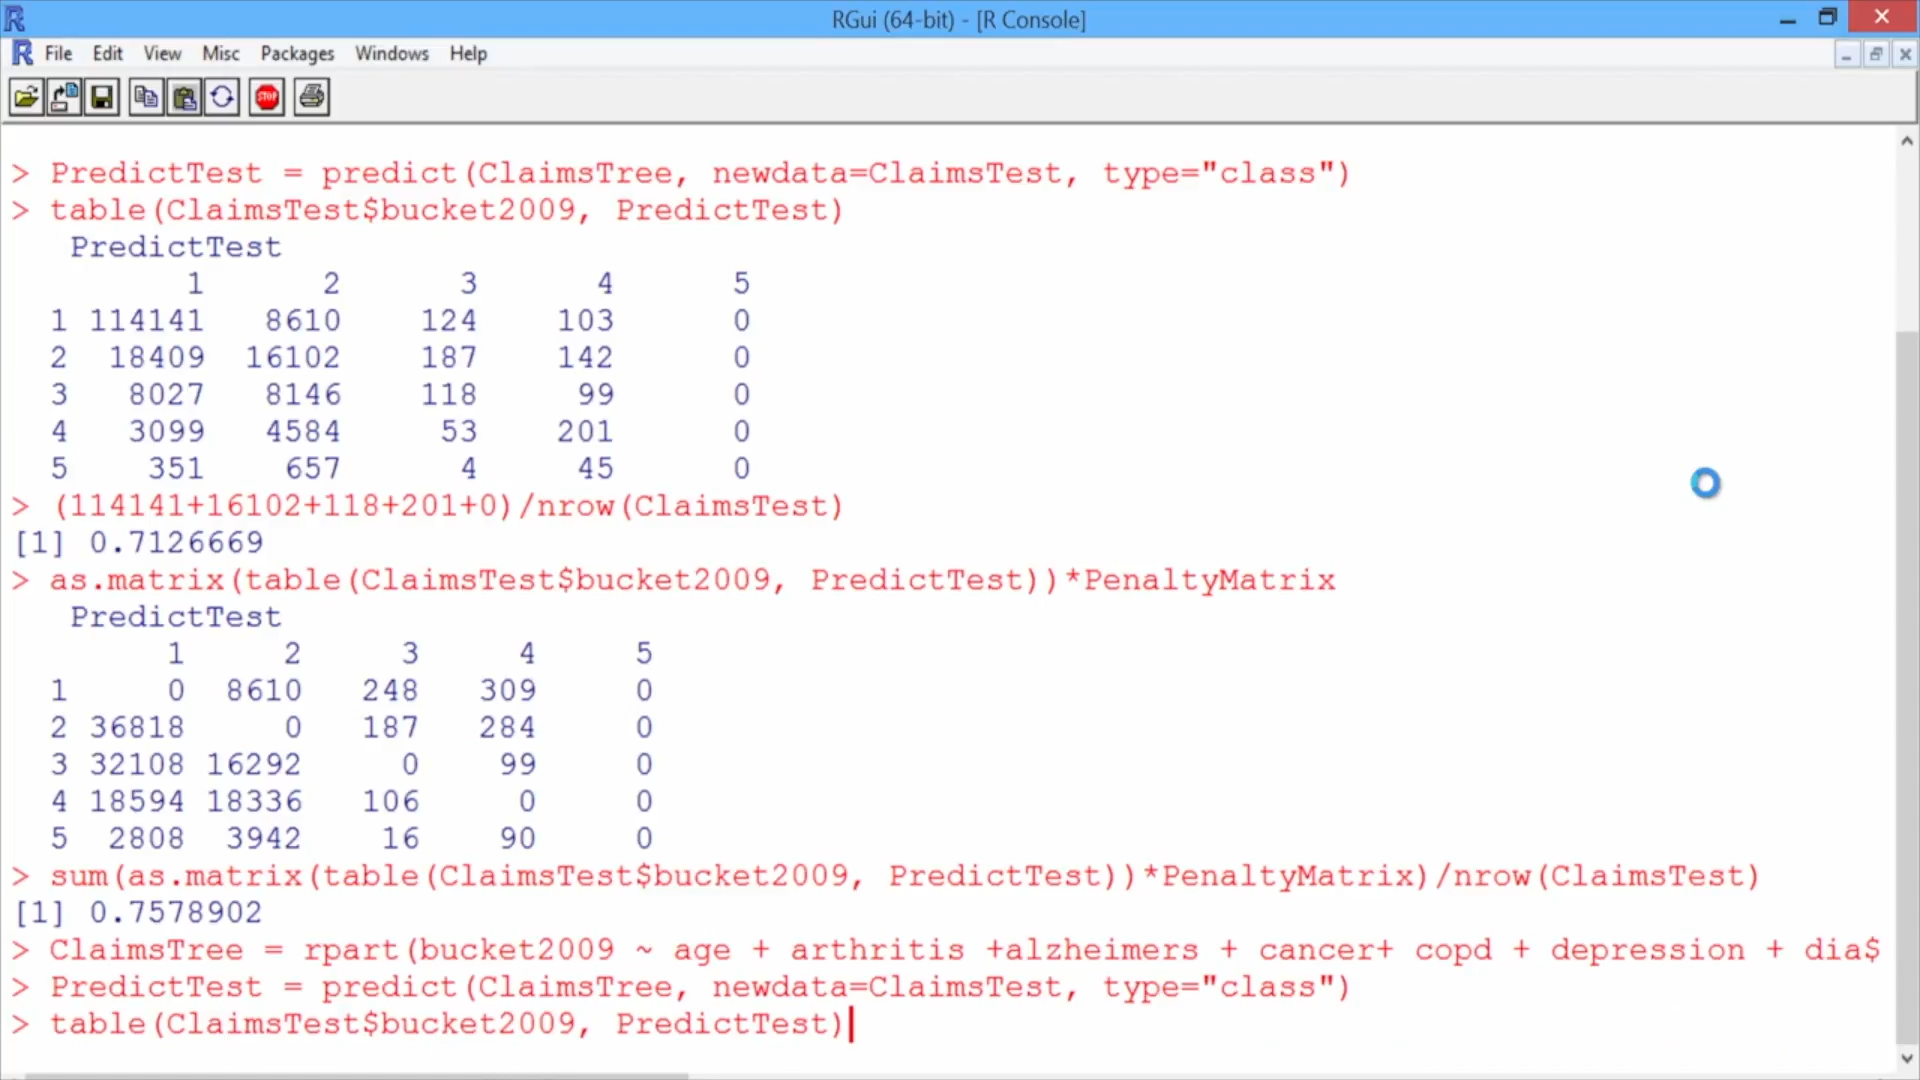 RGui (64-bit) - [R Console]
File Edit View Misc Packages Windows Help
STOP
> PredictTest = predict(ClaimsTree, newdata=ClaimsTest, type="class")
> table(ClaimsTest$bucket2009, PredictTest)
PredictTest
1 2 3 4 5
1 114141 8610 124 103 0
2 18409 16102 187 142 0
3 8027 8146 118 99 0
4 3099 4584 53 201 0
5 351 657 4 45 0
> (114141+16102+118+201+0)/nrow(ClaimsTest)
[1] 0.7126669
> as.matrix(table(ClaimsTest$bucket2009, PredictTest))*PenaltyMatrix
PredictTest
1 2 3 4 5
1 0 8610 248 309 0
2 36818 0 187 284 0
3 32108 16292 0 99 0
4 18594 18336 106 0 0
5 2808 3942 16 90 0
> sum(as.matrix(table(ClaimsTest$bucket2009, PredictTest))*PenaltyMatrix)/nrow(ClaimsTest)
[1] 0.7578902
> ClaimsTree = rpart(bucket2009 ~ age + arthritis +alzheimers + cancer+ copd + depression + dia$
> PredictTest = predict(ClaimsTree, newdata=ClaimsTest, type="class")
> table(ClaimsTest$bucket2009, PredictTest)